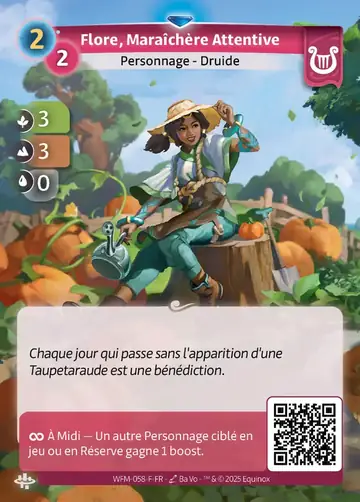 2
Flore, Maraîchère Attentive
2
Personnage - Druide
3
3
0
Chaque jour qui passe sans l'apparition d'une
Taupetaraude est une bénédiction.
∞ À Midi — Un autre Personnage ciblé en
jeu ou en Réserve gagne 1 boost.
WFM-058-F-FR - Ba Vo - ™ & © 2025 Equinox